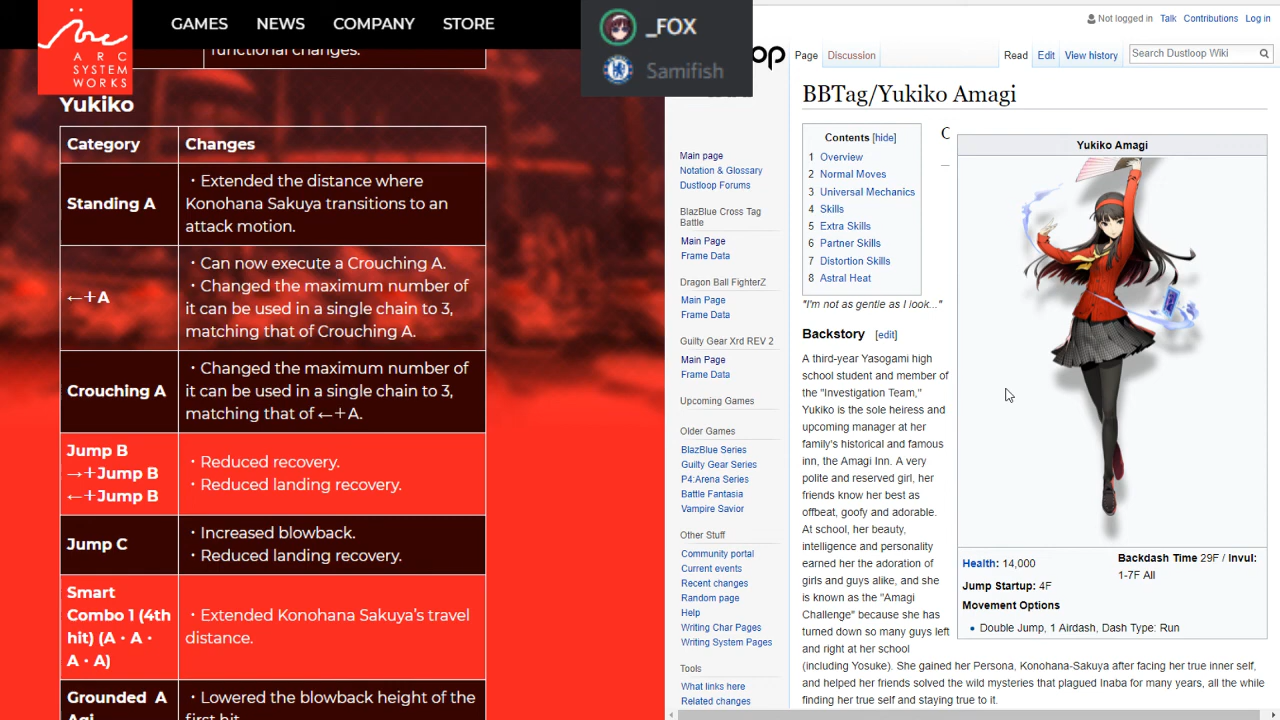 ARC
SYSTEM
WORKS
GAMES NEWS COMPANY STORE
functional changes.
Yukiko
Category Changes
Standing A
・Extended the distance where
Konohana Sakuya transitions to an
attack motion.
←+A
・Can now execute a Crouching A.
・Changed the maximum number of
it can be used in a single chain to 3,
matching that of Crouching A.
Crouching A
・Changed the maximum number of
it can be used in a single chain to 3,
matching that of ←+A.
Jump B
→+Jump B
←+Jump B
・Reduced recovery.
・Reduced landing recovery.
Jump C
・Increased blowback.
・Reduced landing recovery.
Smart
Combo 1 (4th
hit) (A・A・
A・A)
・Extended Konohana Sakuya's travel
distance.
Grounded A
Agi
・Lowered the blowback height of the
first hit.
_FOX
Samifish
op
Not logged in Talk Contributions Log in
Page Discussion Read Edit View history Search Dustloop Wiki
Main page
Notation & Glossary
Dustloop Forums
BlazBlue Cross Tag
Battle
Main Page
Frame Data
Dragon Ball FighterZ
Main Page
Frame Data
Guilty Gear Xrd REV 2
Main Page
Frame Data
Upcoming Games
Older Games
BlazBlue Series
Guilty Gear Series
P4:Arena Series
Battle Fantasia
Vampire Savior
Other Stuff
Community portal
Current events
Recent changes
Random page
Help
Writing Char Pages
Writing System Pages
Tools
What links here
Related changes
BBTag/Yukiko Amagi
Contents [hide]
1 Overview
2 Normal Moves
3 Universal Mechanics
4 Skills
5 Extra Skills
6 Partner Skills
7 Distortion Skills
8 Astral Heat
"I'm not as gentle as I look..."
Backstory [edit]
A third-year Yasogami high
school student and member of
the "Investigation Team,"
Yukiko is the sole heiress and
upcoming manager at her
family's historical and famous
inn, the Amagi Inn. A very
polite and reserved girl, her
friends know her best as
offbeat, goofy and adorable.
At school, her beauty,
intelligence and personality
earned her the adoration of
girls and guys alike, and she
is known as the "Amagi
Challenge" because she has
turned down so many guys left
and right at her school
(including Yosuke). She gained her Persona, Konohana-Sakuya after facing her true inner self,
and helped her friends solved the wild mysteries that plagued Inaba for many years, all the while
finding her true self and staying true to it.
Yukiko Amagi
Health: 14,000
Jump Startup: 4F
Backdash Time 29F / Invul:
1-7F All
Movement Options
• Double Jump, 1 Airdash, Dash Type: Run